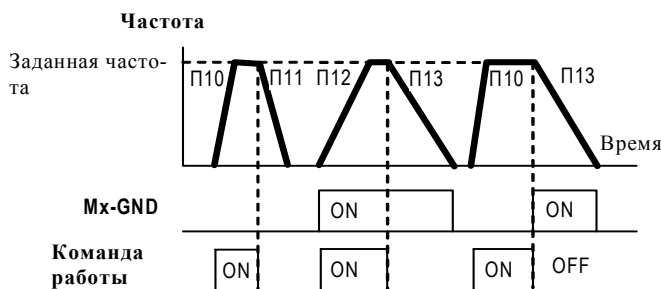 Частота
Заданная часто-
та
П10 П11 П12 П13 П10 П13
Время
Mx-GND
ON ON
Команда
работы
ON ON ON OFF